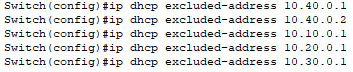 Switch(config)#ip dhcp excluded-address 10.40.0.1
Switch(config)#ip dhcp excluded-address 10.40.0.2
Switch(config)#ip dhcp excluded-address 10.10.0.1
Switch(config)#ip dhcp excluded-address 10.20.0.1
Switch(config)#ip dhcp excluded-address 10.30.0.1